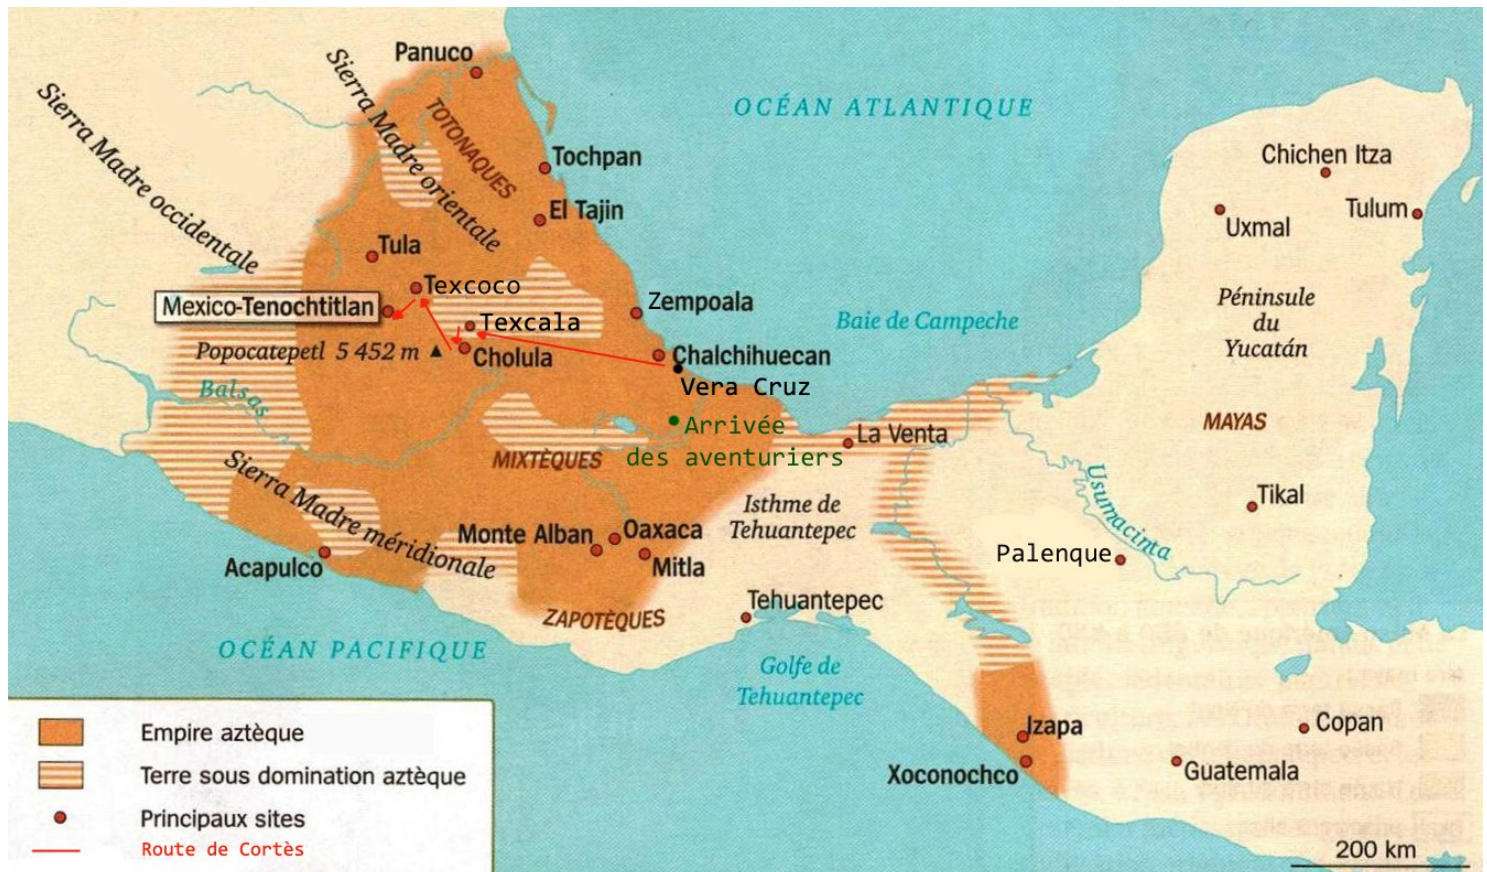 Panuco
Sierra Madre orientale
Sierra Madre occidentale
TOTONAQUES
OCÉAN ATLANTIQUE
Tochpan
Chichen Itza
El Tajin
Uxmal
Tulum
Tula
Texcoco
Mexico-Tenochtitlan
Zempoala
Péninsule
du
Yucatán
Texcala
Baie de Campeche
Popocatepetl 5 452 m
Cholula
Chalchihuecan
Vera Cruz
Balsas
Arrivée
des aventuriers
MAYAS
La Venta
MIXTÈQUES
Sierra Madre méridionale
Usumacinta
Tikal
Isthme de
Tehuantepec
Monte Alban
Oaxaca
Palenque
Acapulco
Mitla
Tehuantepec
ZAPOTÈQUES
OCÉAN PACIFIQUE
Golfe de
Tehuantepec
Izapa
Copan
Xoconochco
Guatemala
Empire aztèque
Terre sous domination aztèque
Principaux sites
Route de Cortès
200 km